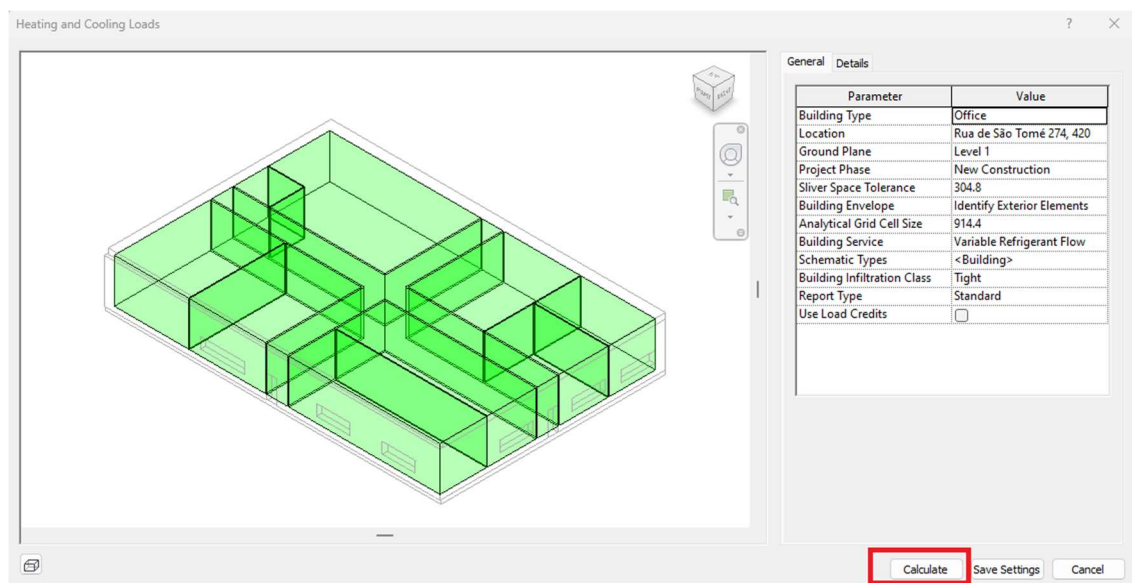 Heating and Cooling Loads
General Details
Parameter Value
Building Type Office
Location Rua de São Tomé 274, 420
Ground Plane Level 1
Project Phase New Construction
Sliver Space Tolerance 304.8
Building Envelope Identify Exterior Elements
Analytical Grid Cell Size 914.4
Building Service Variable Refrigerant Flow
Schematic Types <Building>
Building Infiltration Class Tight
Report Type Standard
Use Load Credits
Calculate Save Settings Cancel